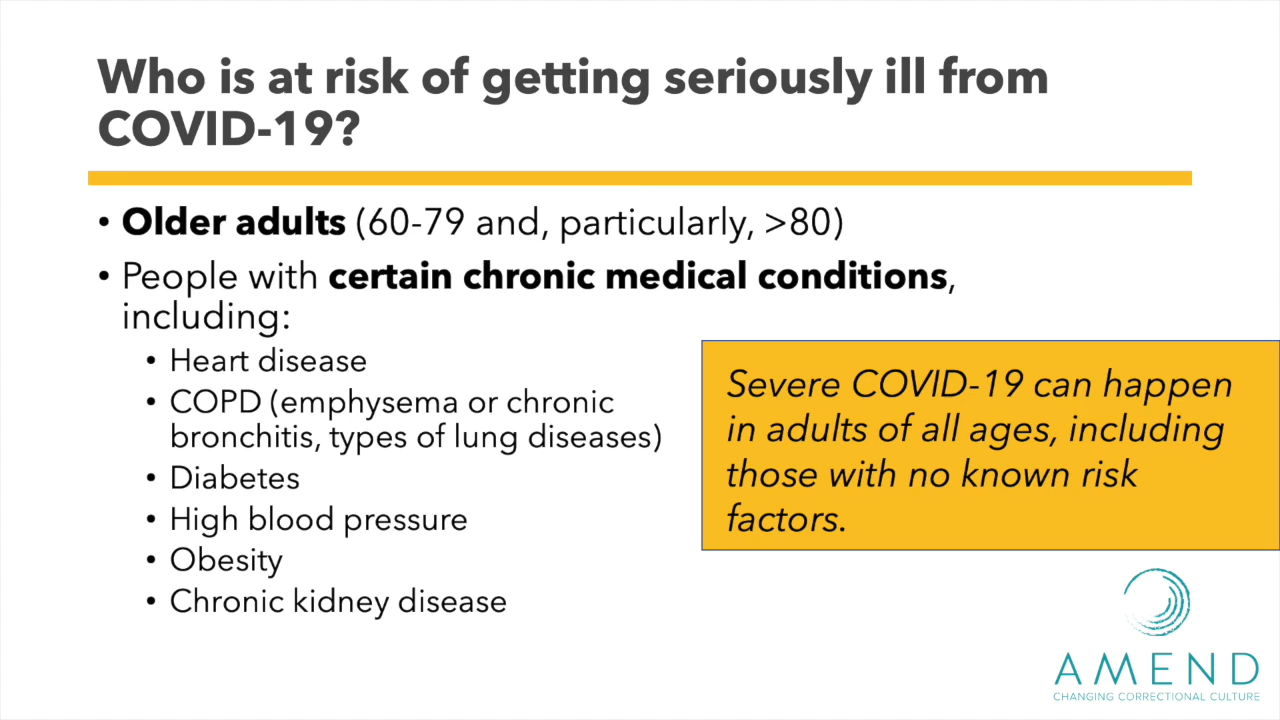 Who is at risk of getting seriously ill from
COVID-19?
• Older adults (60-79 and, particularly, >80)
• People with certain chronic medical conditions,
including:
• Heart disease
• COPD (emphysema or chronic
bronchitis, types of lung diseases)
• Diabetes
• High blood pressure
• Obesity
• Chronic kidney disease
Severe COVID-19 can happen
in adults of all ages, including
those with no known risk
factors.
AMEND
CHANGING CORRECTIONAL CULTURE